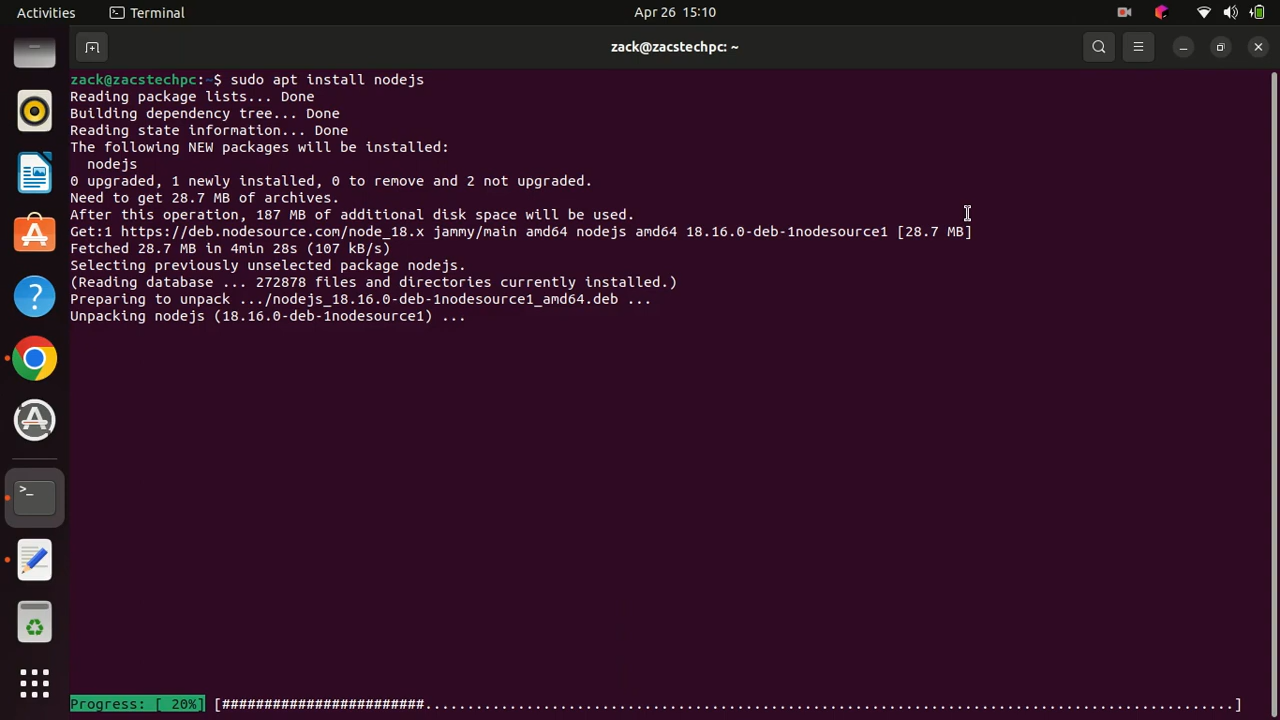 Activities
Terminal
Apr 26 15:10
zack@zacstechpc: ~
zack@zacstechpc:~$ sudo apt install nodejs
Reading package lists... Done
Building dependency tree... Done
Reading state information... Done
The following NEW packages will be installed:
  nodejs
0 upgraded, 1 newly installed, 0 to remove and 2 not upgraded.
Need to get 28.7 MB of archives.
After this operation, 187 MB of additional disk space will be used.
Get:1 https://deb.nodesource.com/node_18.x jammy/main amd64 nodejs amd64 18.16.0-deb-1nodesource1 [28.7 MB]
Fetched 28.7 MB in 4min 28s (107 kB/s)
Selecting previously unselected package nodejs.
(Reading database ... 272878 files and directories currently installed.)
Preparing to unpack .../nodejs_18.16.0-deb-1nodesource1_amd64.deb ...
Unpacking nodejs (18.16.0-deb-1nodesource1) ...
Progress: [ 20%] [########################................................................................................]